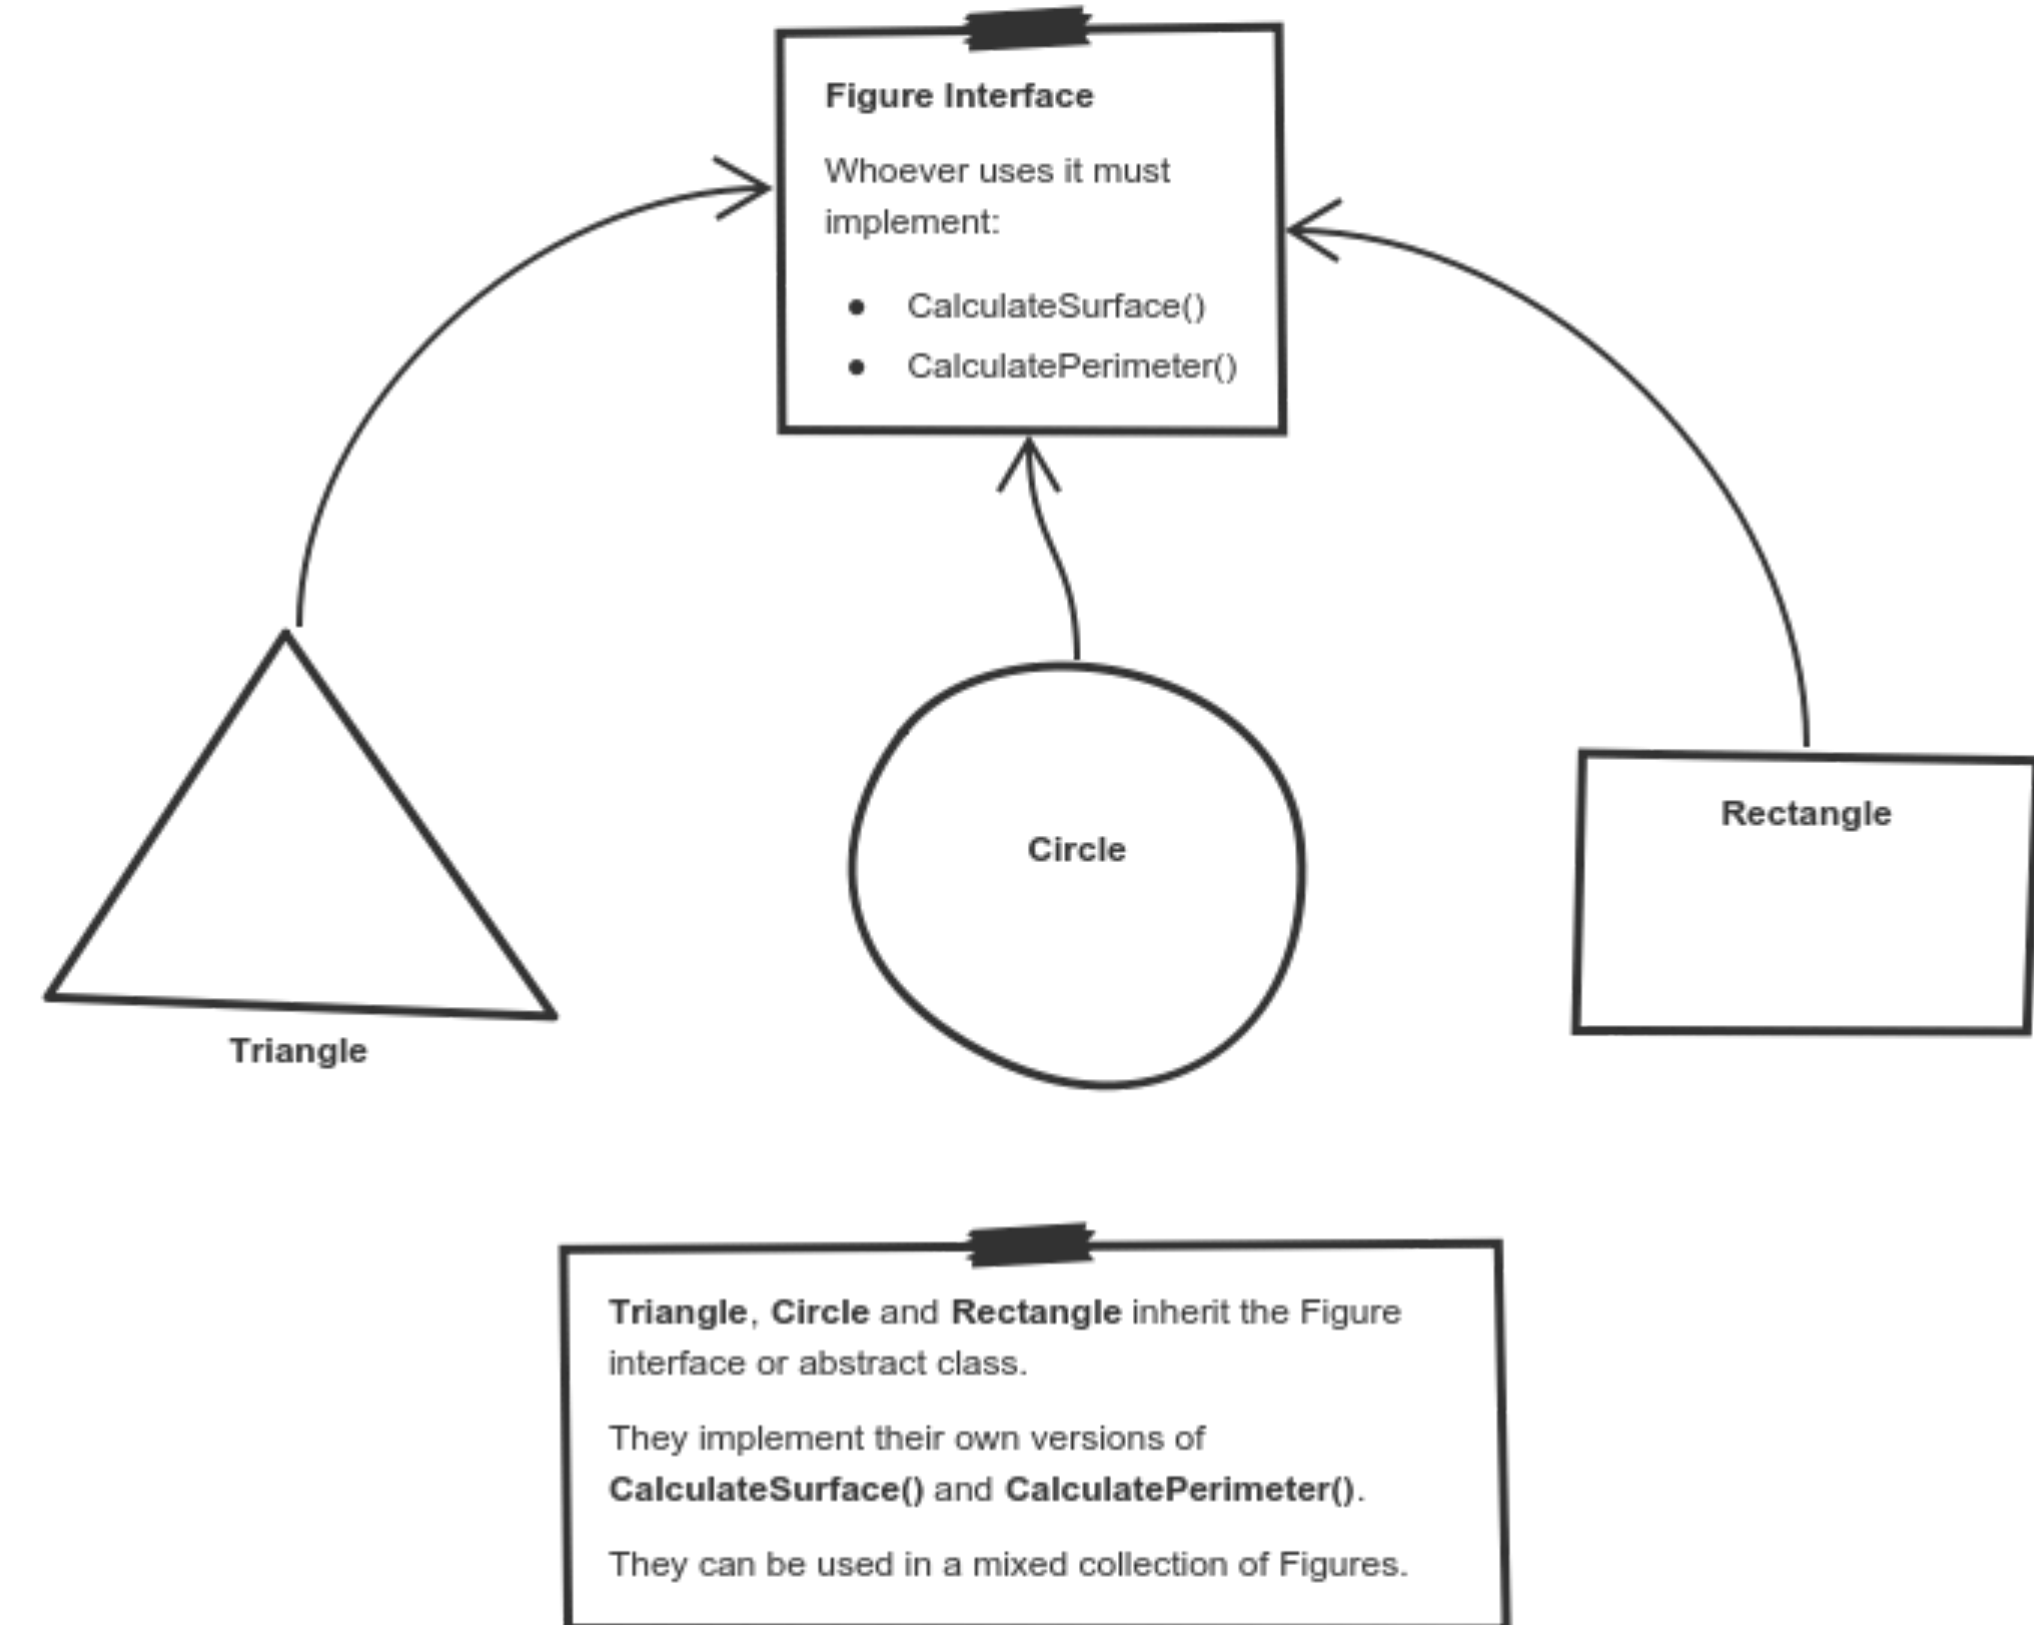 Figure Interface
Whoever uses it must
implement:
● CalculateSurface()
● CalculatePerimeter()
Circle
Rectangle
Triangle
Triangle, Circle and Rectangle inherit the Figure
interface or abstract class.
They implement their own versions of
CalculateSurface() and CalculatePerimeter().
They can be used in a mixed collection of Figures.